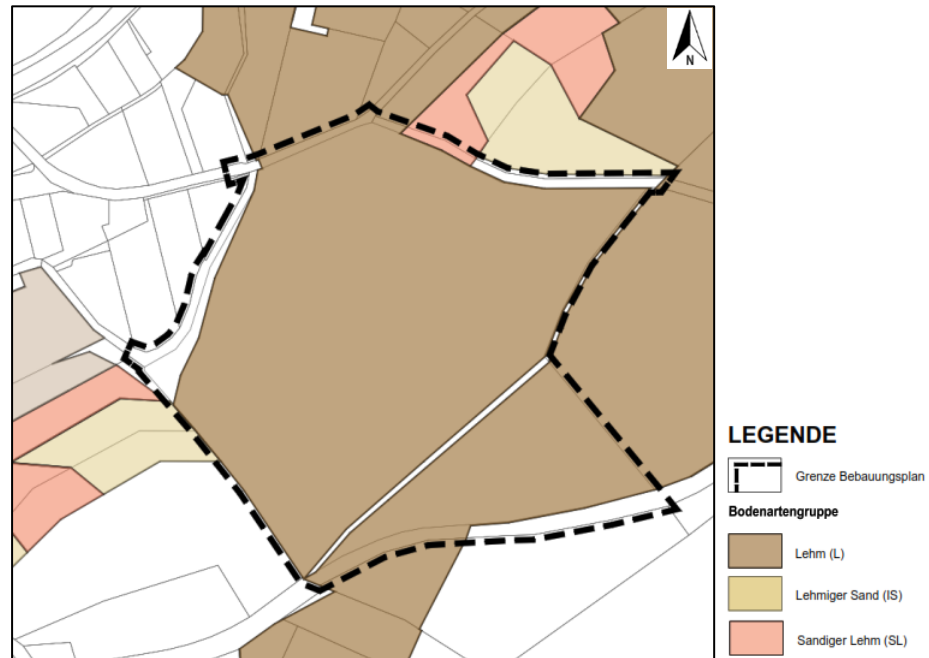 N
LEGENDE
Grenze Bebauungsplan
Bodenartengruppe
Lehm (L)
Lehmiger Sand (lS)
Sandiger Lehm (SL)